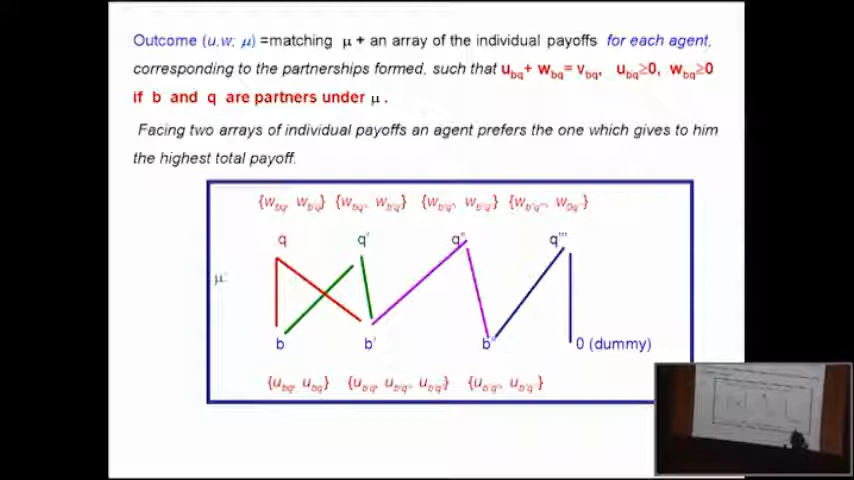 Outcome (u,w; μ) =matching μ + an array of the individual payoffs for each agent,
corresponding to the partnerships formed, such that u_bq + w_bq = v_bq, u_bq≥0, w_bq≥0
if b and q are partners under μ .
Facing two arrays of individual payoffs an agent prefers the one which gives to him
the highest total payoff.
q q' q" q'''
μ:
b b' b" 0 (dummy)